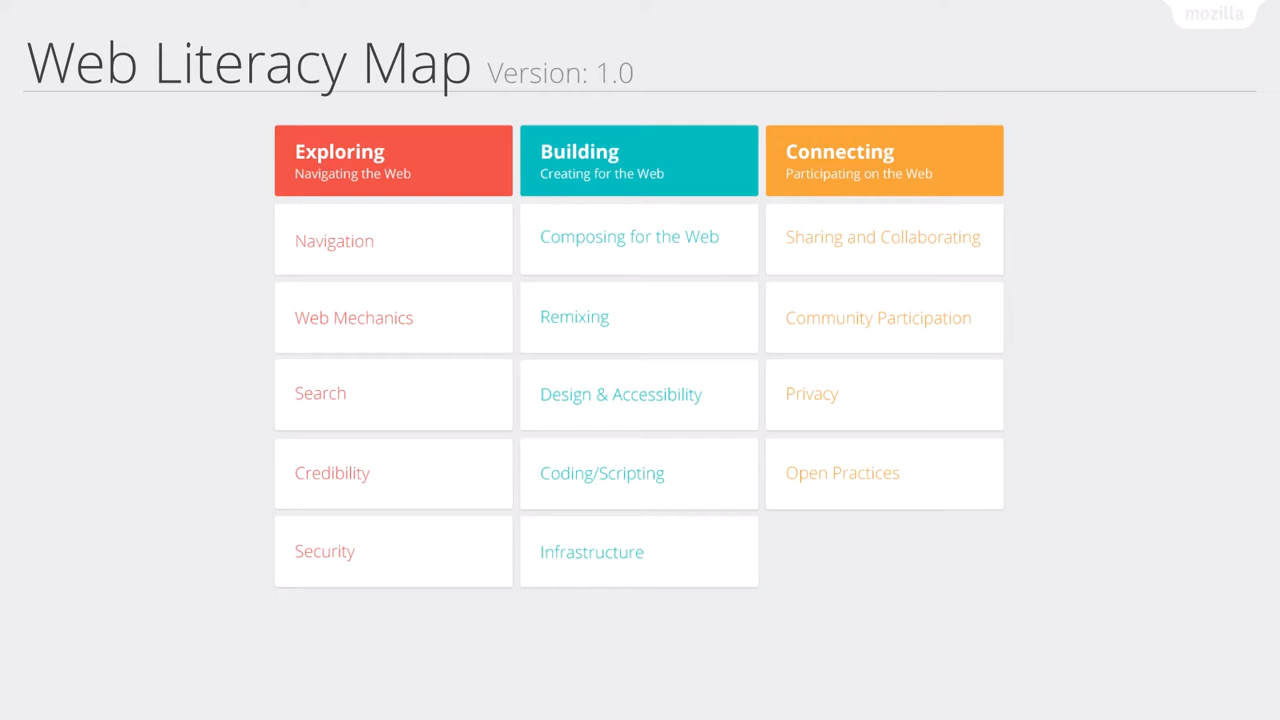 mozilla
Web Literacy Map Version: 1.0
Exploring
Navigating the Web
Navigation
Web Mechanics
Search
Credibility
Security
Building
Creating for the Web
Composing for the Web
Remixing
Design & Accessibility
Coding/Scripting
Infrastructure
Connecting
Participating on the Web
Sharing and Collaborating
Community Participation
Privacy
Open Practices